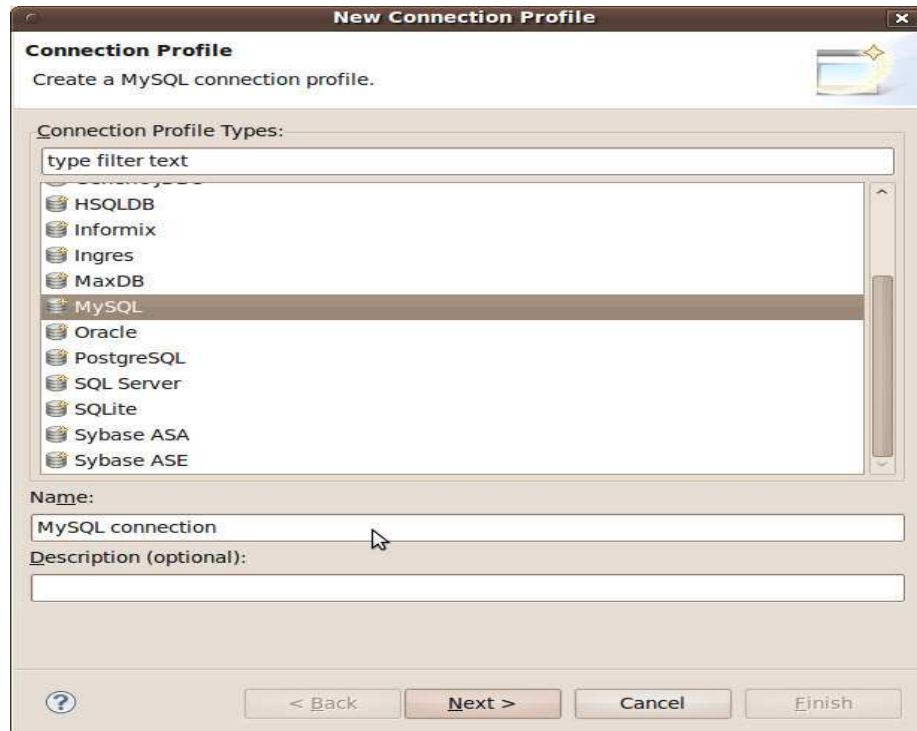 New Connection Profile
Connection Profile
Create a MySQL connection profile.
Connection Profile Types:
type filter text
HSQLDB
Informix
Ingres
MaxDB
MySQL
Oracle
PostgreSQL
SQL Server
SQLite
Sybase ASA
Sybase ASE
Name:
MySQL connection
Description (optional):
?
< Back
Next >
Cancel
Finish